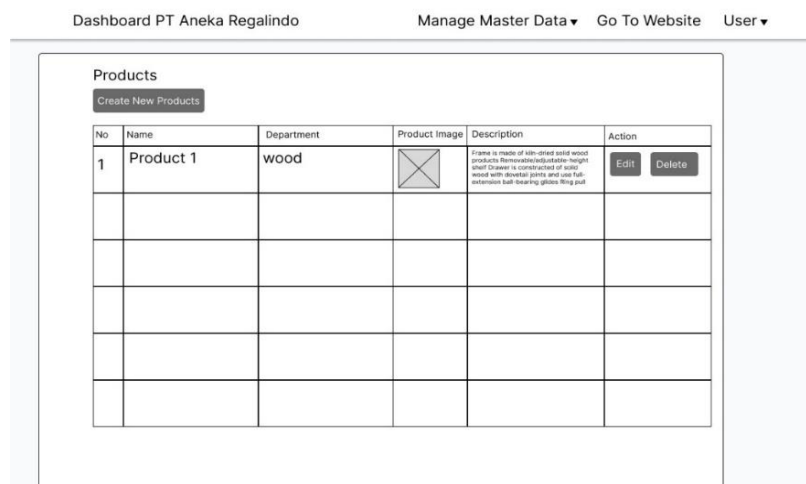 Dashboard PT Aneka Regalindo Manage Master Data ▾ Go To Website User ▾
Products
Create New Products
No Name Department Product Image Description Action
1 Product 1 wood
Frame is made of kiln-dried solid wood
products Removable/adjustable-height
shelf Drawer is constructed of solid
wood with dovetail joints and use full-
extension ball-bearing glides Ring pull
Edit Delete